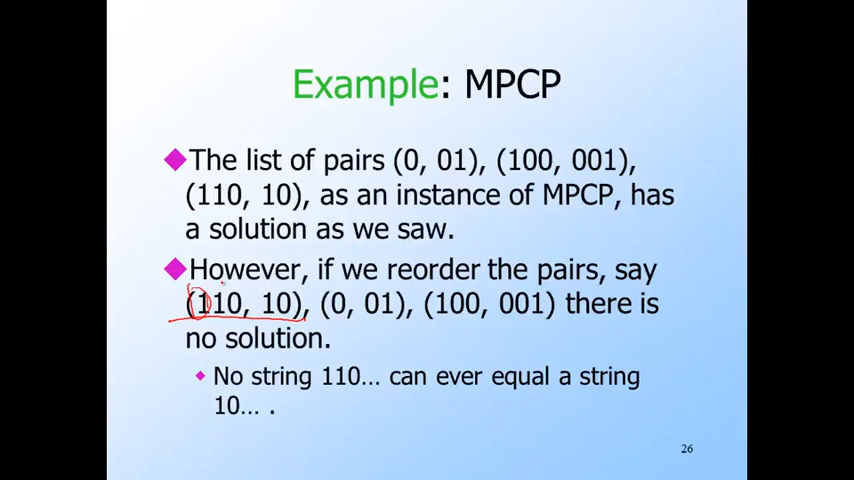 Example: MPCP
The list of pairs (0, 01), (100, 001),
(110, 10), as an instance of MPCP, has
a solution as we saw.
However, if we reorder the pairs, say
(110, 10), (0, 01), (100, 001) there is
no solution.
No string 110… can ever equal a string
10… .
26